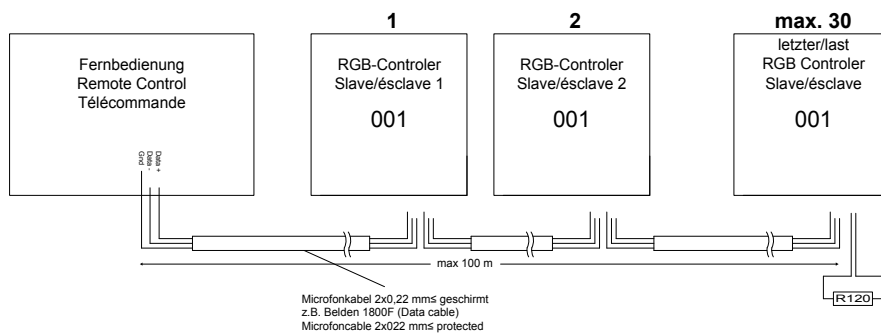 1
2
max. 30
Fernbedienung
Remote Control
Télécommande
Data +
Data -
Gnd
RGB-Controler
Slave/ésclave 1
001
RGB-Controler
Slave/ésclave 2
001
letzter/last
RGB Controler
Slave/ésclave
001
max 100 m
R120
Microfonkabel 2x0,22 mm≤ geschirmt
z.B. Belden 1800F (Data cable)
Microfoncable 2x022 mm≤ protected